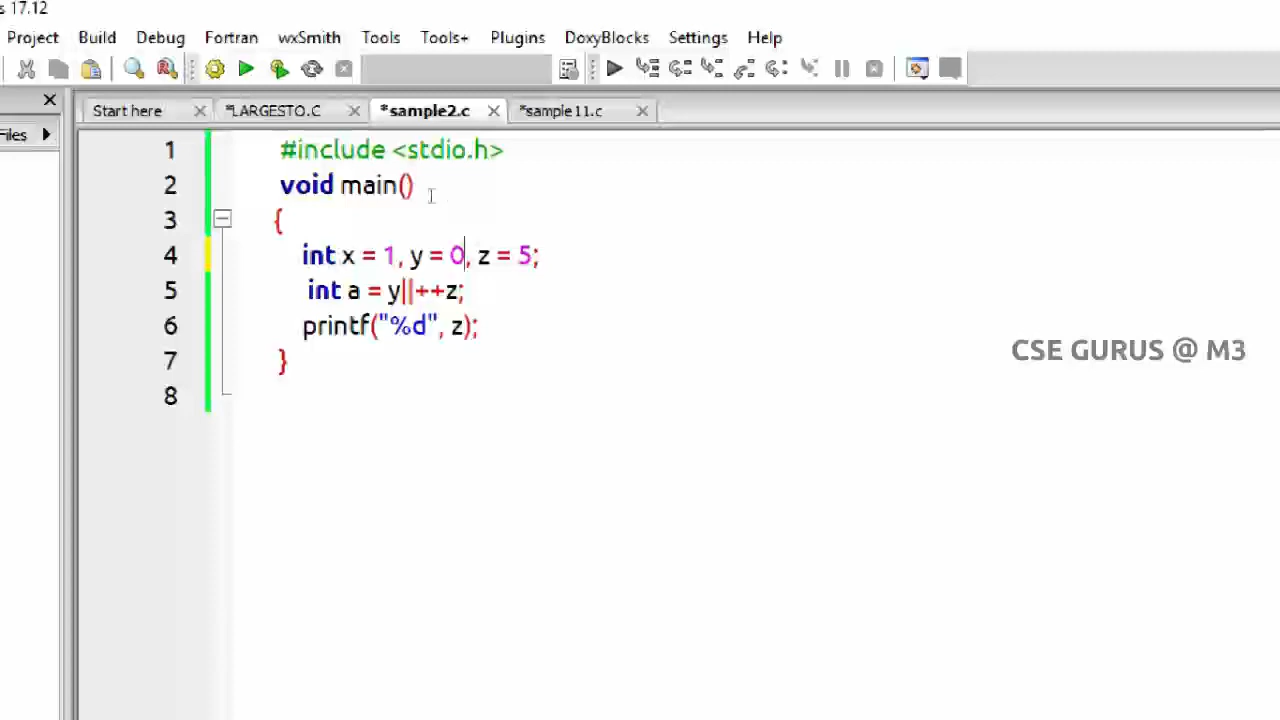 s 17.12
Project Build Debug Fortran wxSmith Tools Tools+ Plugins DoxyBlocks Settings Help
Start here *LARGESTO.C *sample2.c *sample11.c
Files
1 #include <stdio.h>
2 void main()
3 {
4 int x = 1, y = 0, z = 5;
5 int a = y||++z;
6 printf("%d", z);
7 }
8
CSE GURUS @ M3